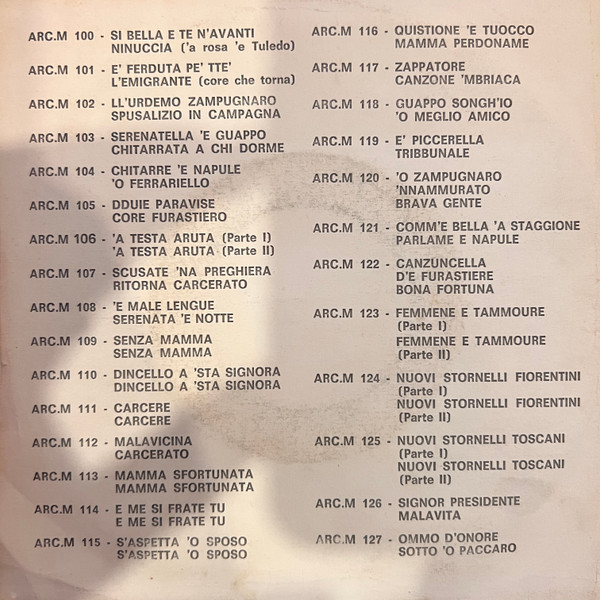 ARC.M 100 - SI BELLA E TE N'AVANTI
NINUCCIA ('a rosa 'e Tuledo)
ARC.M 101 - E' FERDUTA PE' TTE'
L'EMIGRANTE (core che torna)
ARC.M 102 - LL'URDEMO ZAMPUGNARO
SPUSALIZIO IN CAMPAGNA
ARC.M 103 - SERENATELLA 'E GUAPPO
CHITARRATA A CHI DORME
ARC.M 104 - CHITARRE 'E NAPULE
'O FERRARIELLO
ARC.M 105 - DDUIE PARAVISE
CORE FURASTIERO
ARC.M 106 - 'A TESTA ARUTA (Parte I)
'A TESTA ARUTA (Parte II)
ARC.M 107 - SCUSATE 'NA PREGHIERA
RITORNA CARCERATO
ARC.M 108 - 'E MALE LENGUE
SERENATA 'E NOTTE
ARC.M 109 - SENZA MAMMA
SENZA MAMMA
ARC.M 110 - DINCELLO A 'STA SIGNORA
DINCELLO A 'STA SIGNORA
ARC.M 111 - CARCERE
CARCERE
ARC.M 112 - MALAVICINA
CARCERATO
ARC.M 113 - MAMMA SFORTUNATA
MAMMA SFORTUNATA
ARC.M 114 - E ME SI FRATE TU
E ME SI FRATE TU
ARC.M 115 - S'ASPETTA 'O SPOSO
S'ASPETTA 'O SPOSO
ARC.M 116 - QUISTIONE 'E TUOCCO
MAMMA PERDONAME
ARC.M 117 - ZAPPATORE
CANZONE 'MBRIACA
ARC.M 118 - GUAPPO SONGH'IO
'O MEGLIO AMICO
ARC.M 119 - E' PICCERELLA
TRIBBUNALE
ARC.M 120 - 'O ZAMPUGNARO
'NNAMMURATO
BRAVA GENTE
ARC.M 121 - COMM'E BELLA 'A STAGGIONE
PARLAME E NAPULE
ARC.M 122 - CANZUNCELLA
D'E FURASTIERE
BONA FORTUNA
ARC.M 123 - FEMMENE E TAMMOURE
(Parte I)
FEMMENE E TAMMOURE
(Parte II)
ARC.M 124 - NUOVI STORNELLI FIORENTINI
(Parte I)
NUOVI STORNELLI FIORENTINI
(Parte II)
ARC.M 125 - NUOVI STORNELLI TOSCANI
(Parte I)
NUOVI STORNELLI TOSCANI
(Parte II)
ARC.M 126 - SIGNOR PRESIDENTE
MALAVITA
ARC.M 127 - OMMO D'ONORE
SOTTO 'O PACCARO